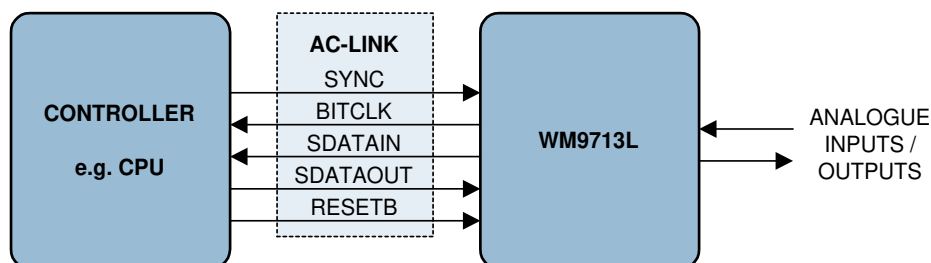 CONTROLLER
e.g. CPU
AC-LINK
SYNC
BITCLK
SDATAIN
SDATAOUT
RESETB
WM9713L
ANALOGUE
INPUTS /
OUTPUTS